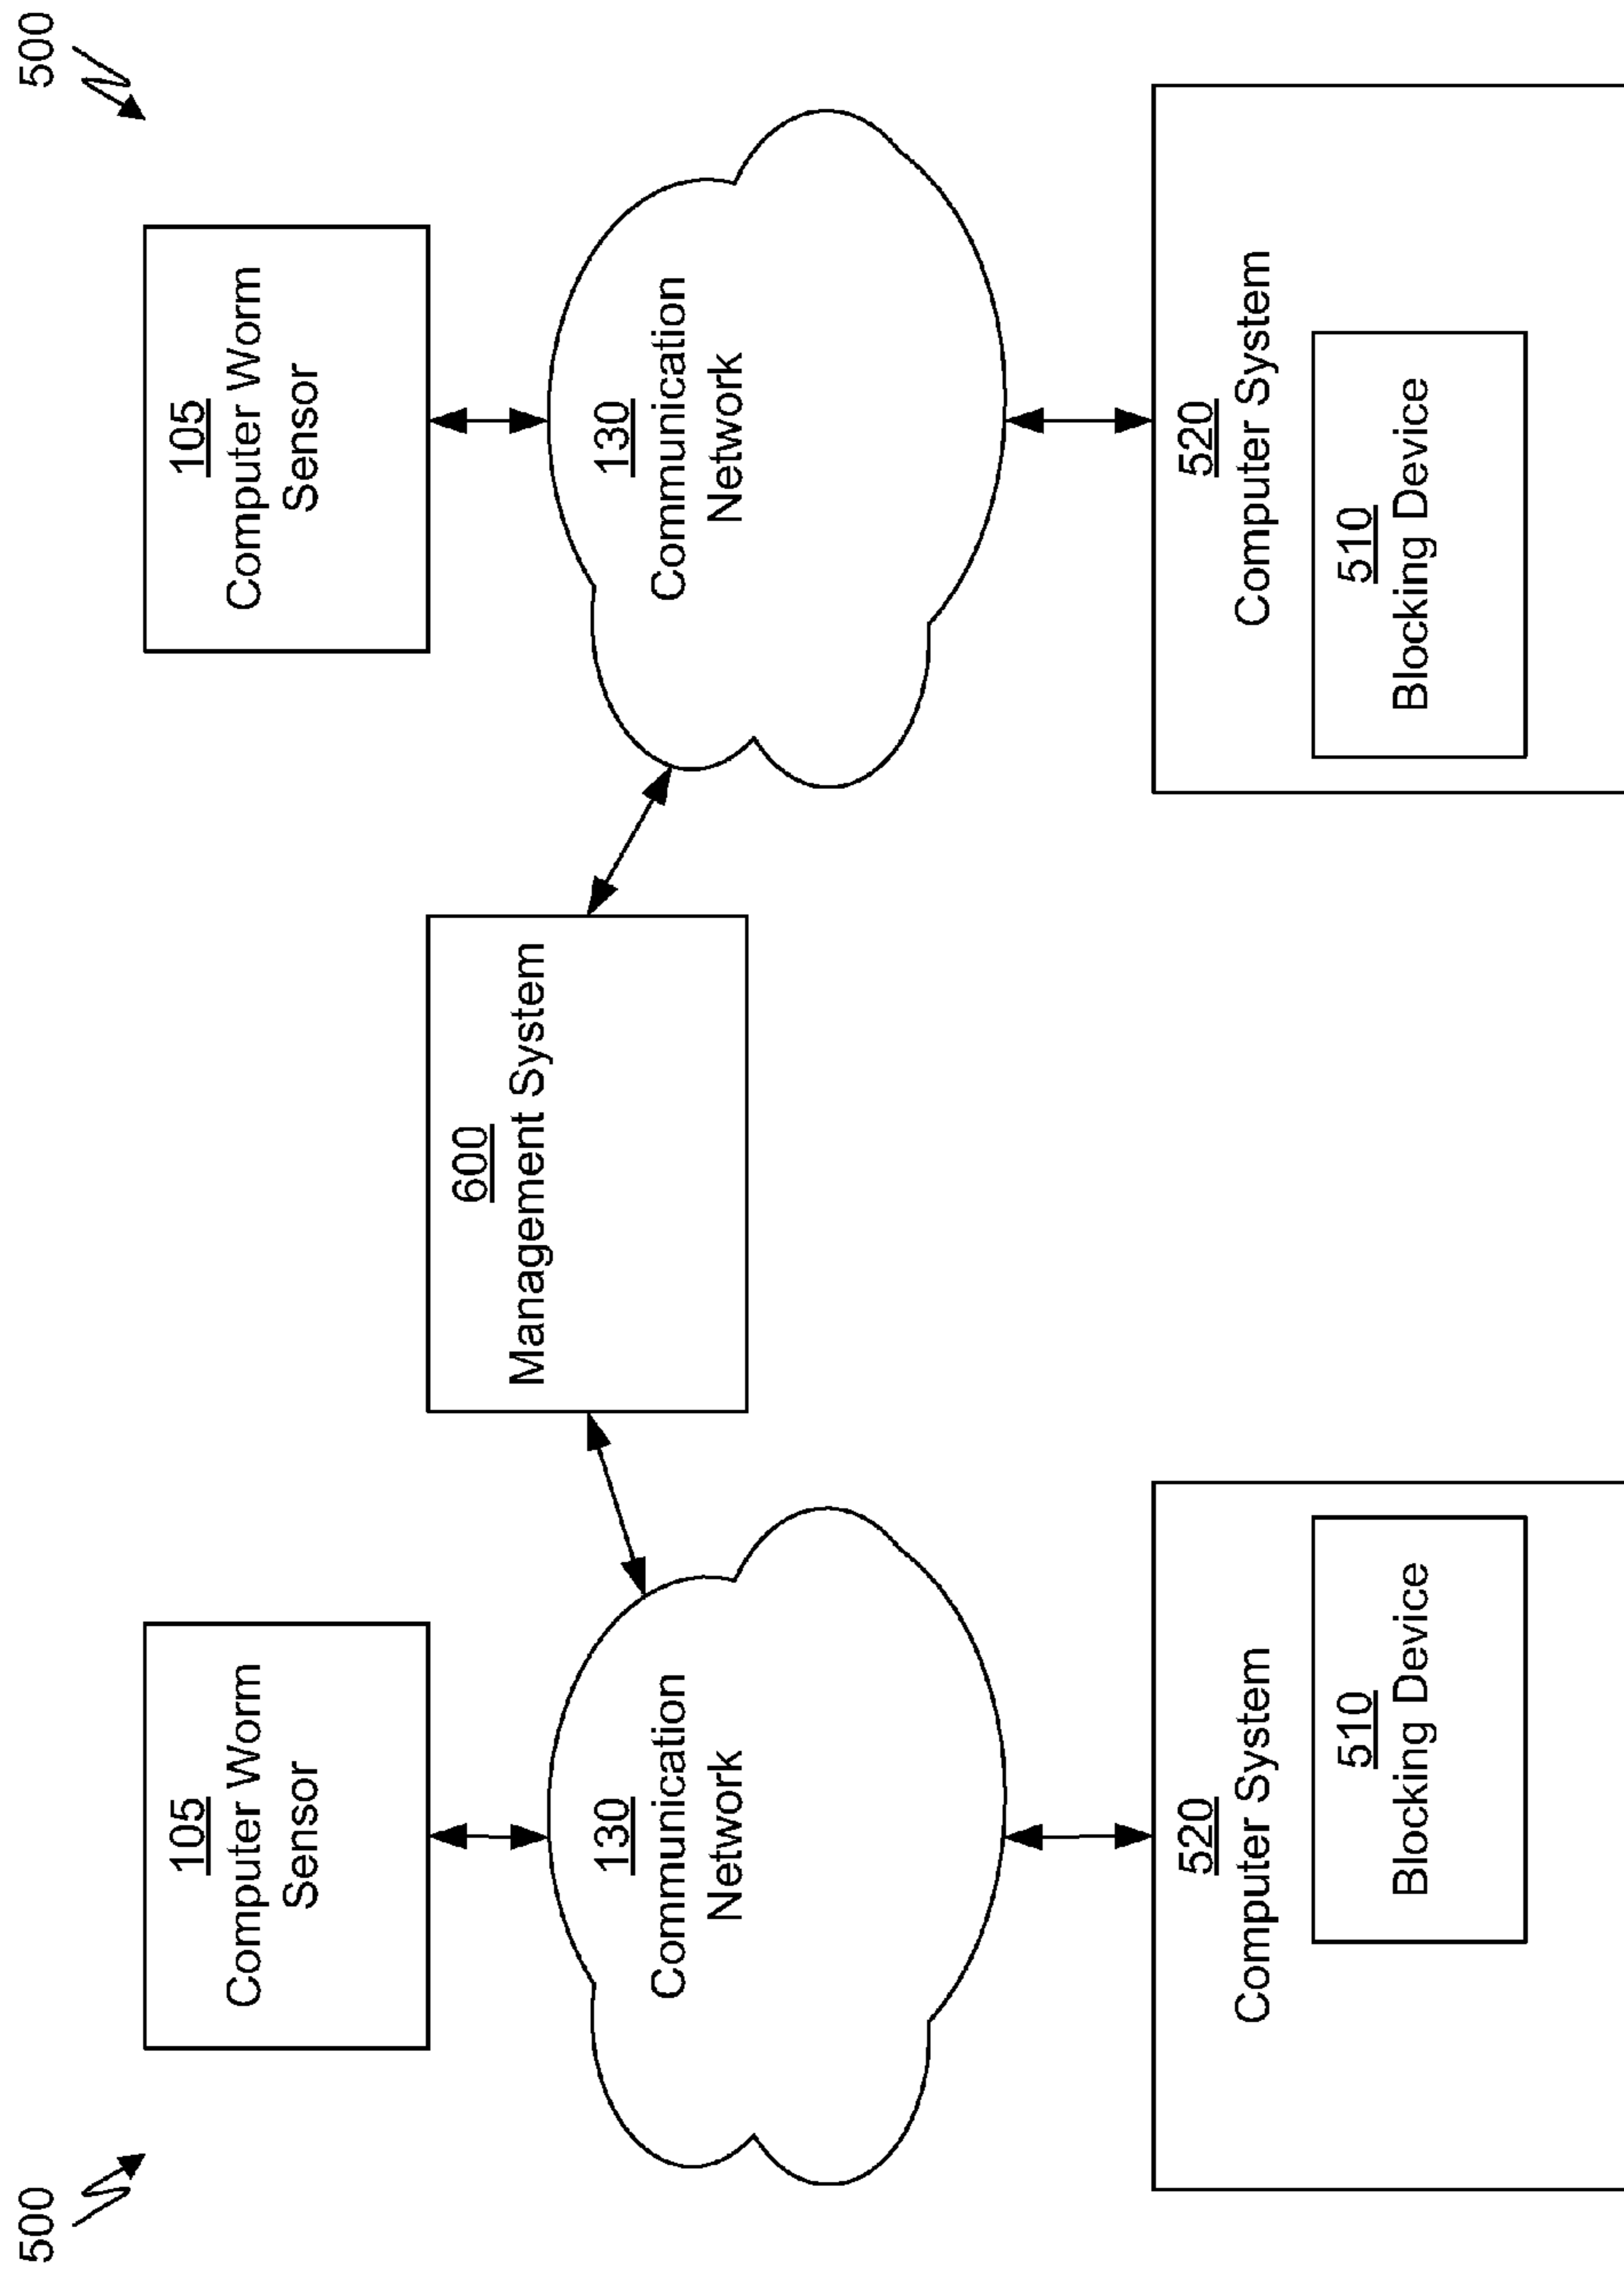 500
500
105
Computer Worm
Sensor
105
Computer Worm
Sensor
600
Management System
130
Communication
Network
130
Communication
Network
520
Computer System
510
Blocking Device
520
Computer System
510
Blocking Device